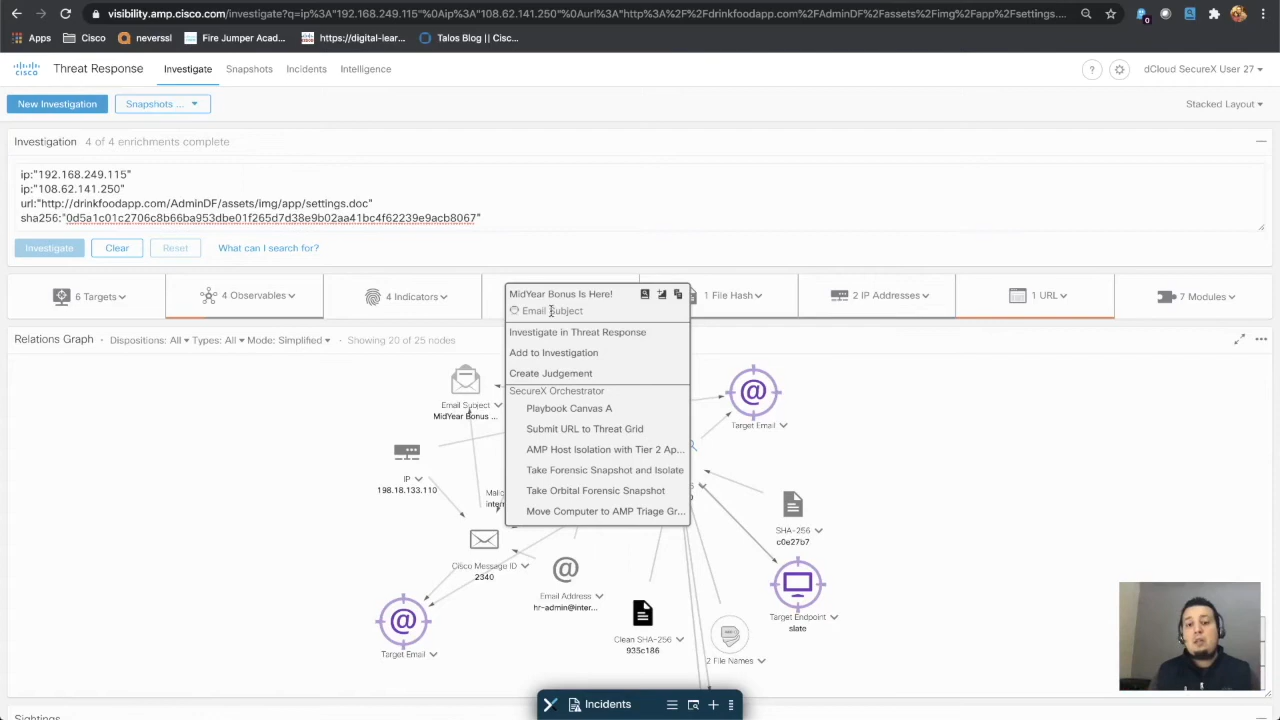 visibility.amp.cisco.com/investigate?q=ip%3A"192.168.249.115"%0Aip%3A"108.62.141.250"%0Aurl%3A"http%3A%2F%2Fdrinkfoodapp.com%2FAdminDF%2Fassets%2Fimg%2Fapp%2Fsettings.…
Apps
Cisco
neverssl
Fire Jumper Acad...
https://digital-lear...
Talos Blog || Cisc...
cisco
Threat Response
Investigate
Snapshots
Incidents
Intelligence
?
dCloud SecureX User 27
New Investigation
Snapshots ...
Stacked Layout
Investigation
4 of 4 enrichments complete
ip:"192.168.249.115"
ip:"108.62.141.250"
url:"http://drinkfoodapp.com/AdminDF/assets/img/app/settings.doc"
sha256:"0d5a1c01c2706c8b66ba953dbe01f265d7d38e9b02aa41bc4f62239e9acb8067"
Investigate
Clear
Reset
What can I search for?
6 Targets
4 Observables
4 Indicators
1 File Hash
2 IP Addresses
1 URL
7 Modules
MidYear Bonus Is Here!
Email Subject
Investigate in Threat Response
Add to Investigation
Create Judgement
SecureX Orchestrator
Playbook Canvas A
Submit URL to Threat Grid
AMP Host Isolation with Tier 2 Ap...
Take Forensic Snapshot and Isolate
Take Orbital Forensic Snapshot
Move Computer to AMP Triage Gr...
Relations Graph
Dispositions: All
Types: All
Mode: Simplified
Showing 20 of 25 nodes
Email Subject
MidYear Bonus ...
Target Email
IP
198.18.133.110
SHA-256
c0e27b7
Cisco Message ID
2340
Email Address
hr-admin@inter...
Target Endpoint
slate
Clean SHA-256
935c186
Target Email
2 File Names
Incidents
Sightings